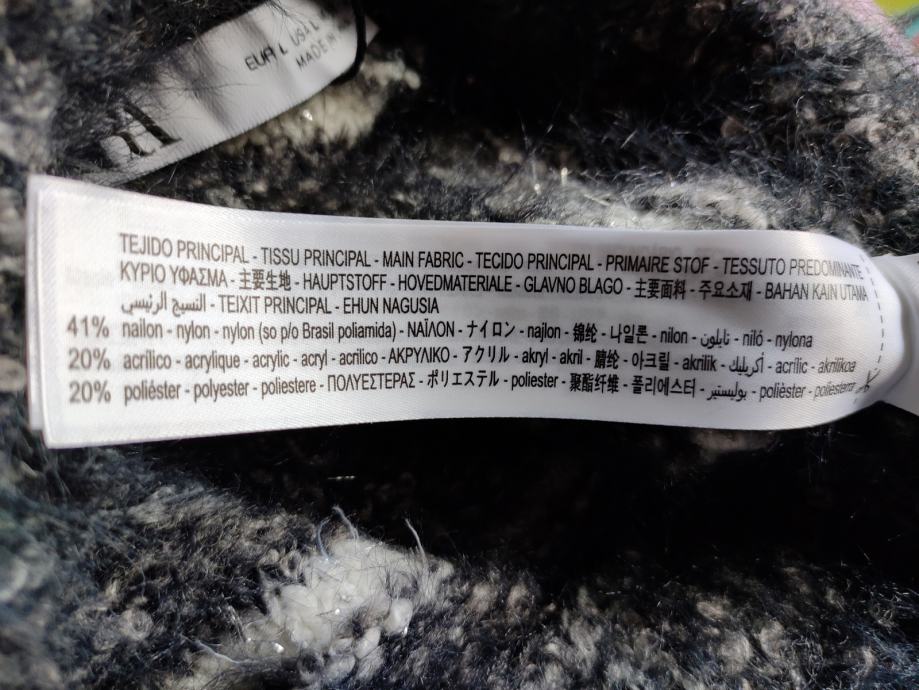 EUR L USA L
MADE IN
TEJIDO PRINCIPAL - TISSU PRINCIPAL - MAIN FABRIC - TECIDO PRINCIPAL - PRIMAIRE STOF - TESSUTO PREDOMINANTE
ΚΥΡΙΟ ΥΦΑΣΜΑ - 主要生地 - HAUPTSTOFF - HOVEDMATERIALE - GLAVNO BLAGO - 主要面料 - 주요소재 - BAHAN KAIN UTAMA
النسيج الرئيسي - TEIXIT PRINCIPAL - EHUN NAGUSIA
41% nailon - nylon - nylon (so p/o Brasil poliamida) - ΝΑΪΛΟΝ - ナイロン - najlon - 锦纶 - 나일론 - nilon - نايلون - niló - nylona
20% acrílico - acrylique - acrylic - acryl - acrilico - ΑΚΡΥΛΙΚΟ - アクリル - akryl - akril - 腈纶 - 아크릴 - akrilik - أكريليك - acrílic - akrilikoa
20% poliéster - polyester - poliestere - ΠΟΛΥΕΣΤΕΡΑΣ - ポリエステル - poliester - 聚酯纤维 - 폴리에스터 - بوليستير - polièster - poliesterra